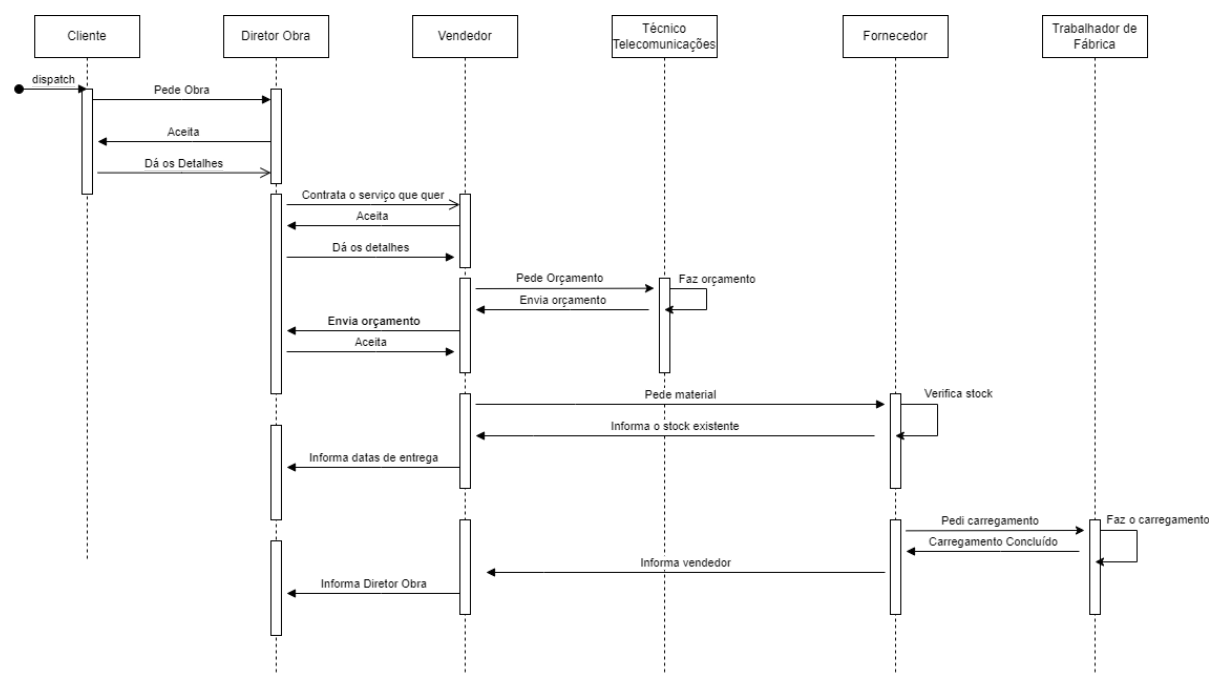 Cliente
Diretor Obra
Vendedor
Técnico
Telecomunicações
Fornecedor
Trabalhador de
Fábrica
dispatch
Pede Obra
Aceita
Dá os Detalhes
Contrata o serviço que quer
Aceita
Dá os detalhes
Pede Orçamento
Faz orçamento
Envia orçamento
Envia orçamento
Aceita
Pede material
Verifica stock
Informa o stock existente
Informa datas de entrega
Pedi carregamento
Faz o carregamento
Carregamento Concluído
Informa vendedor
Informa Diretor Obra